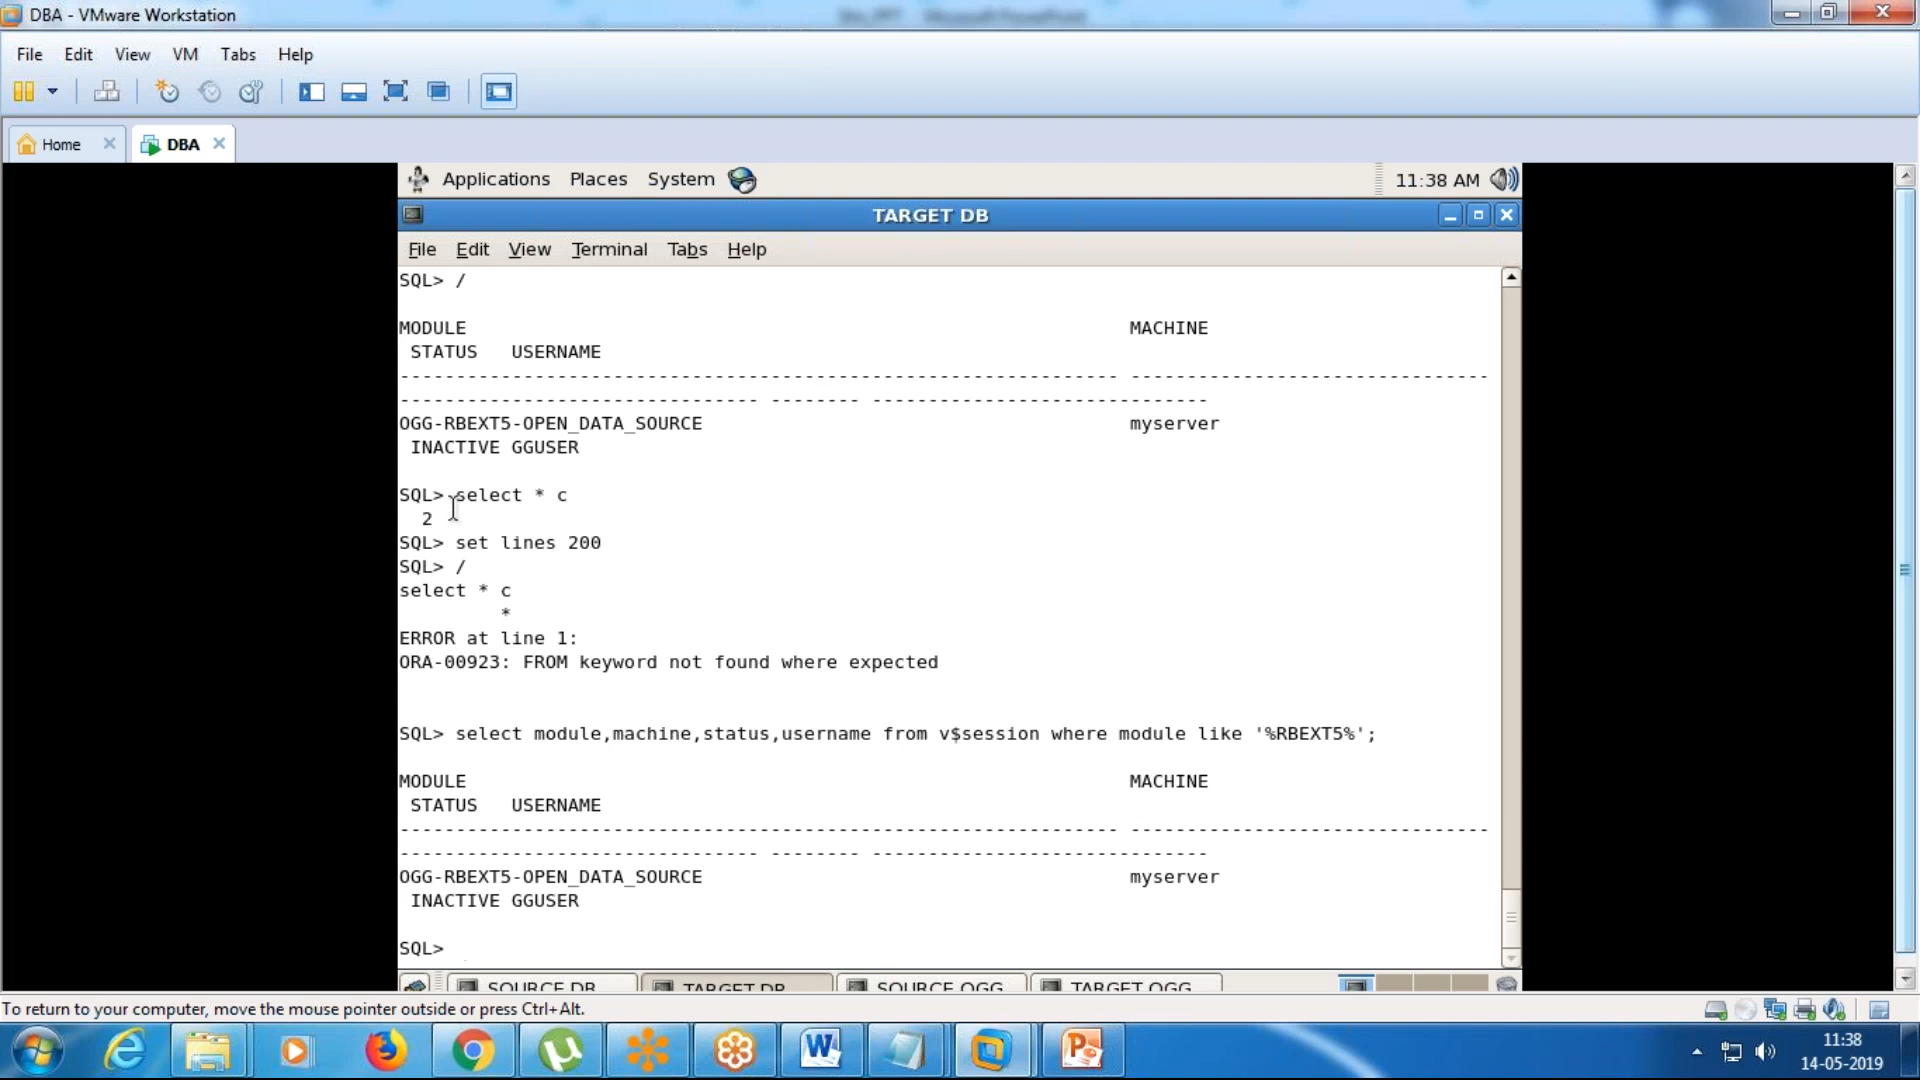 DBA - VMware Workstation
File Edit View VM Tabs Help
Home DBA
Applications Places System 11:38 AM
TARGET DB
File Edit View Terminal Tabs Help
SQL> /
MODULE MACHINE
STATUS USERNAME
-------------------------------------------------------------- --------------------------------
-------------------------------- -------- ------------------------------
OGG-RBEXT5-OPEN_DATA_SOURCE myserver
INACTIVE GGUSER
SQL> select * c
2
SQL> set lines 200
SQL> /
select * c
*
ERROR at line 1:
ORA-00923: FROM keyword not found where expected
SQL> select module,machine,status,username from v$session where module like '%RBEXT5%';
MODULE MACHINE
STATUS USERNAME
-------------------------------------------------------------- --------------------------------
-------------------------------- -------- ------------------------------
OGG-RBEXT5-OPEN_DATA_SOURCE myserver
INACTIVE GGUSER
SQL>
SOURCE DB TARGET DB SOURCE OGG TARGET OGG
To return to your computer, move the mouse pointer outside or press Ctrl+Alt.
11:38
14-05-2019